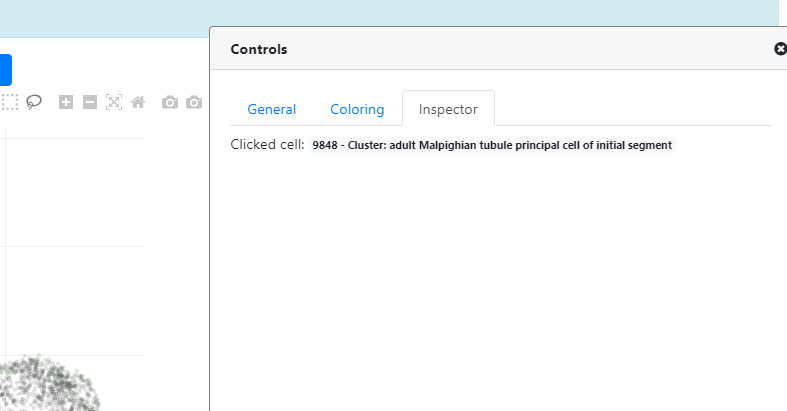 Controls
General Coloring Inspector
Clicked cell: 9848 - Cluster: adult Malpighian tubule principal cell of initial segment